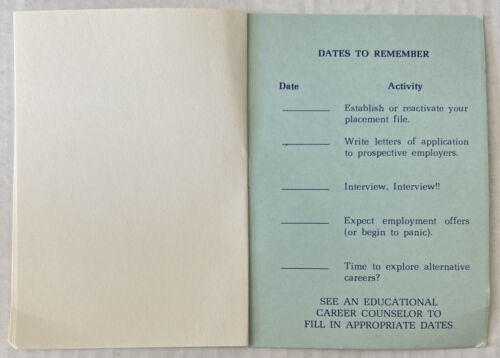 DATES TO REMEMBER
Date Activity
Establish or reactivate your
placement file.
Write letters of application
to prospective employers.
Interview, Interview!!
Expect employment offers
(or begin to panic).
Time to explore alternative
careers?
SEE AN EDUCATIONAL
CAREER COUNSELOR TO
FILL IN APPROPRIATE DATES